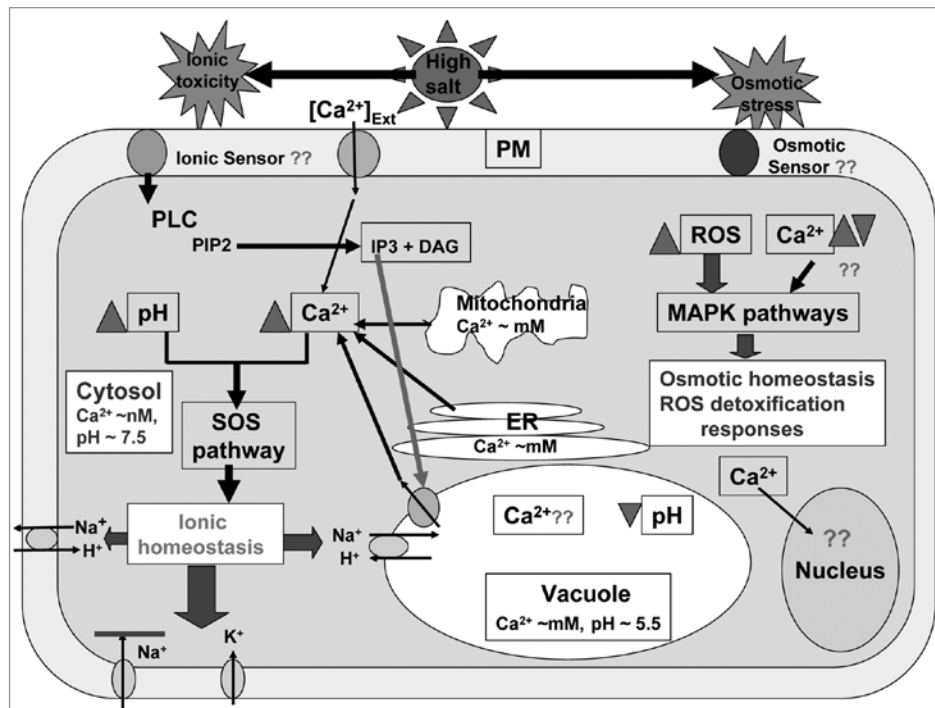 Ionic
toxicity
High
salt
Osmotic
stress
[Ca²⁺]Ext
Ionic Sensor ??
PM
Osmotic
Sensor ??
PLC
PIP2
IP3 + DAG
ROS
Ca²⁺
??
pH
Ca²⁺
Mitochondria
Ca²⁺ ~ mM
MAPK pathways
Cytosol
Ca²⁺ ~nM,
pH ~ 7.5
SOS
pathway
ER
Ca²⁺ ~mM
Osmotic homeostasis
ROS detoxification
responses
Ca²⁺
Na⁺
H⁺
Ionic
homeostasis
Na⁺
H⁺
Ca²⁺??
pH
??
Nucleus
Vacuole
Ca²⁺ ~mM, pH ~ 5.5
Na⁺
K⁺